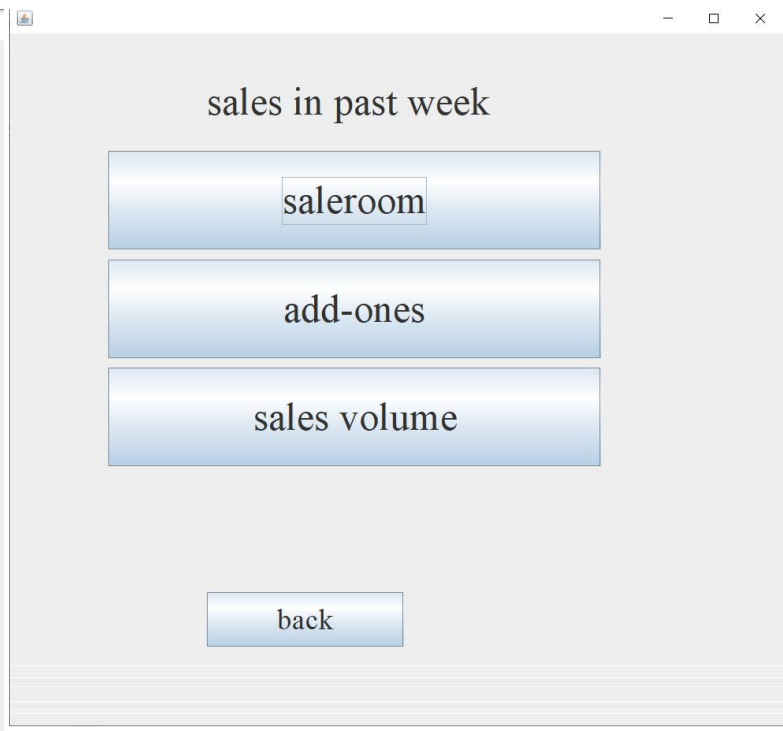 sales in past week
saleroom
add-ones
sales volume
back